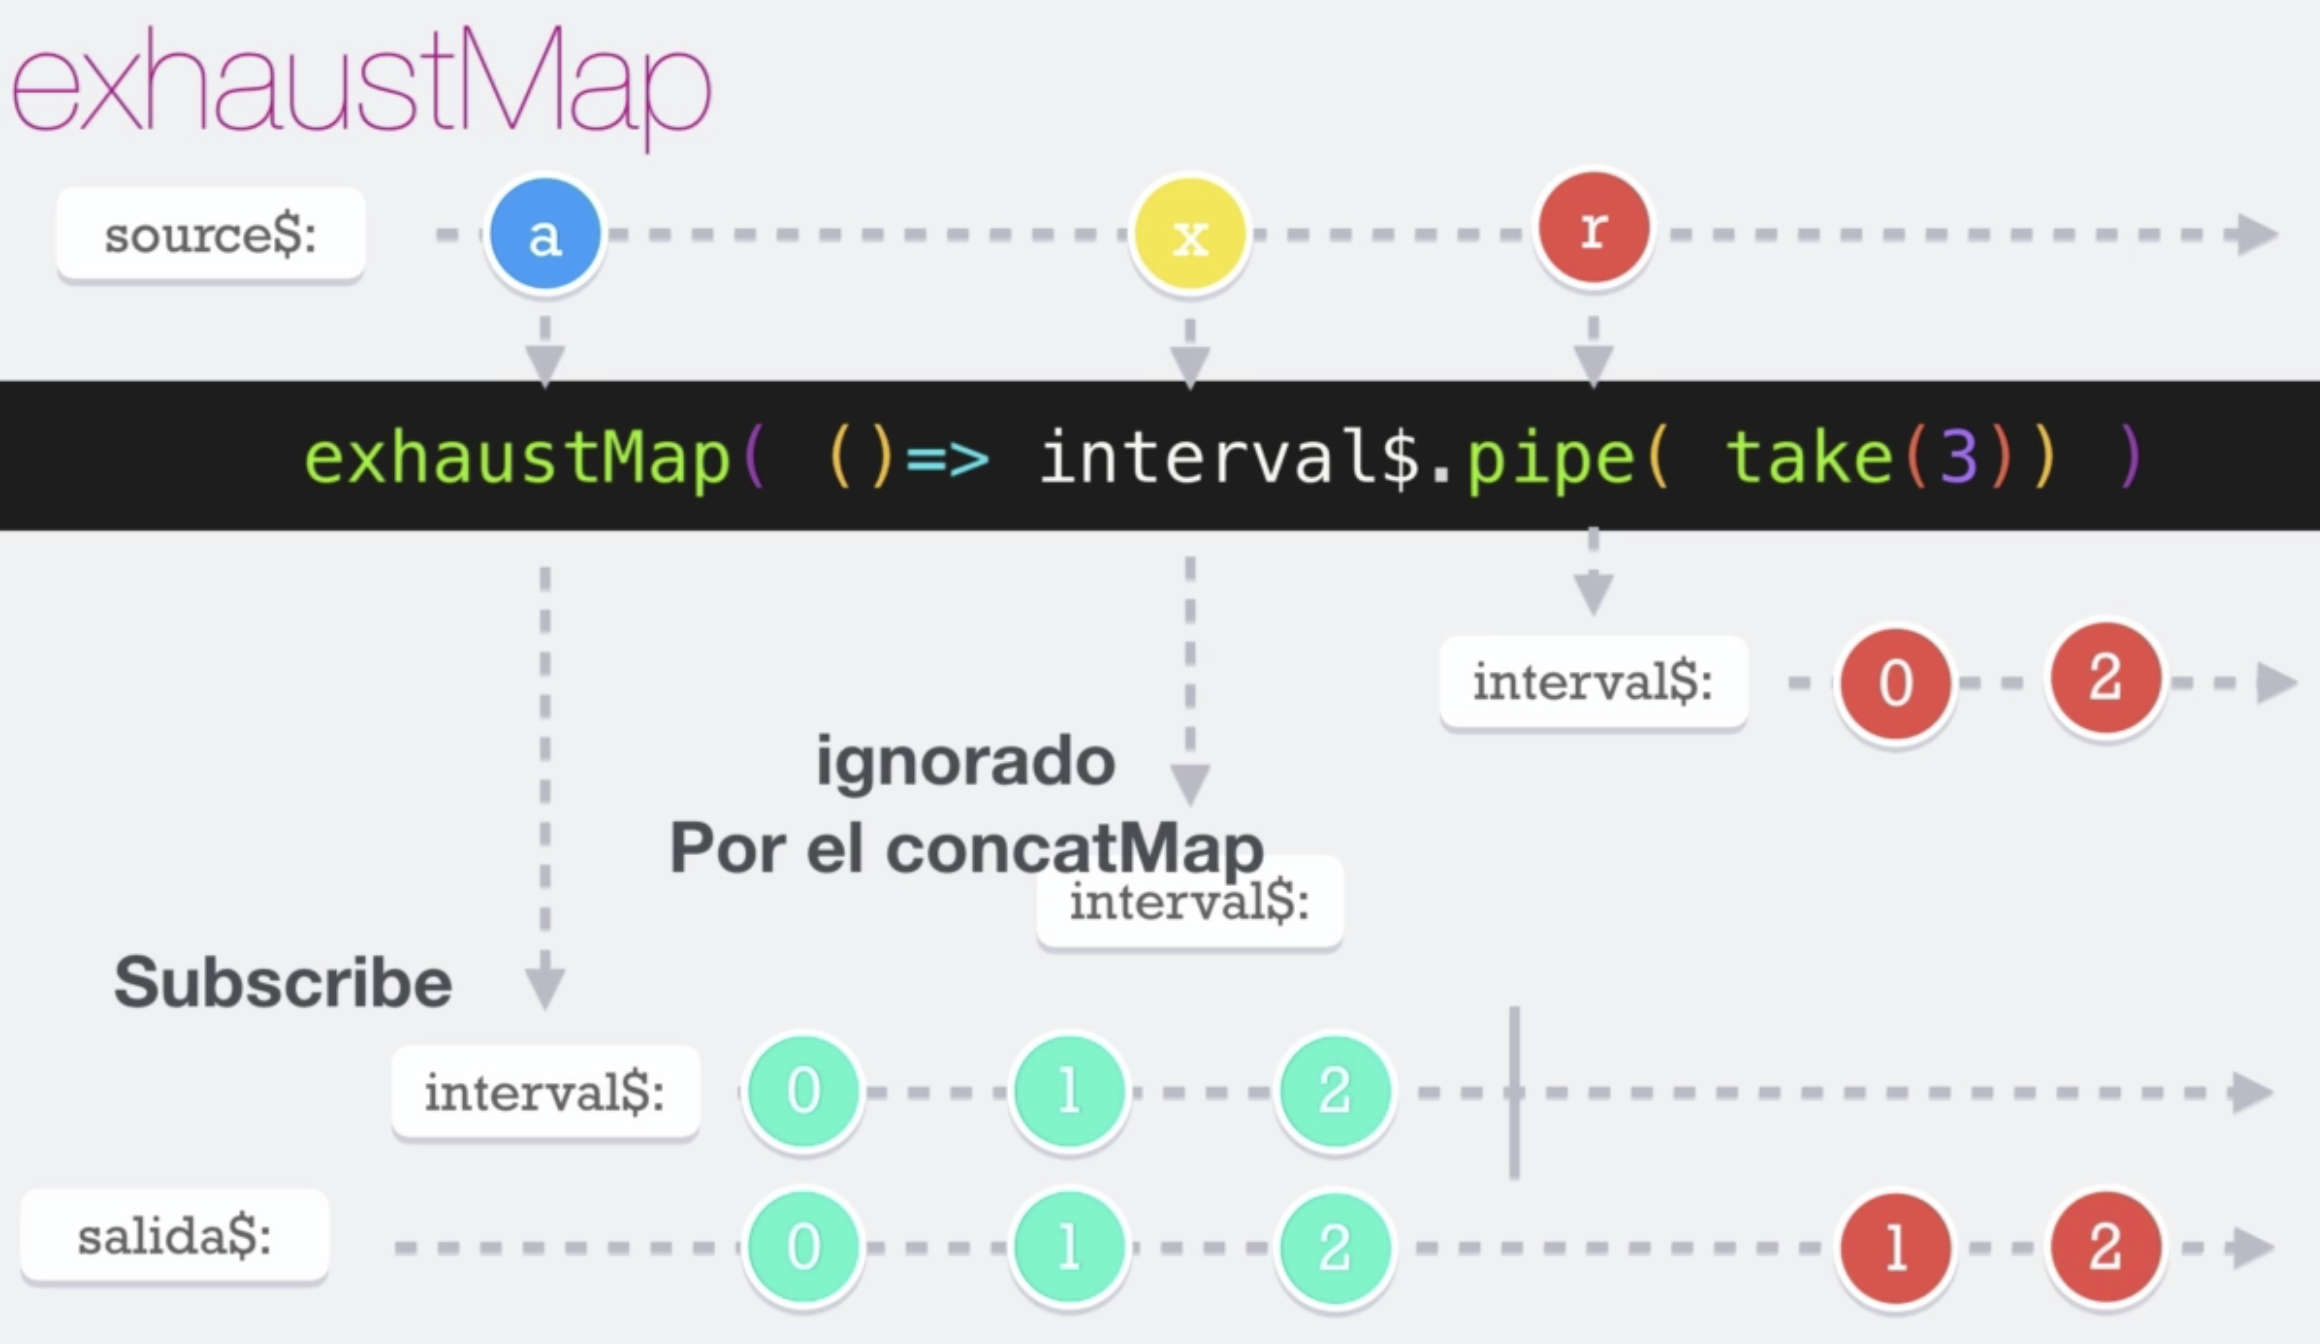 exhaustMap
source$: a x r
exhaustMap( ()=> interval$.pipe( take(3)) )
interval$: 0 2
ignorado
Por el concatMap
interval$:
Subscribe
interval$: 0 1 2
salida$: 0 1 2 1 2